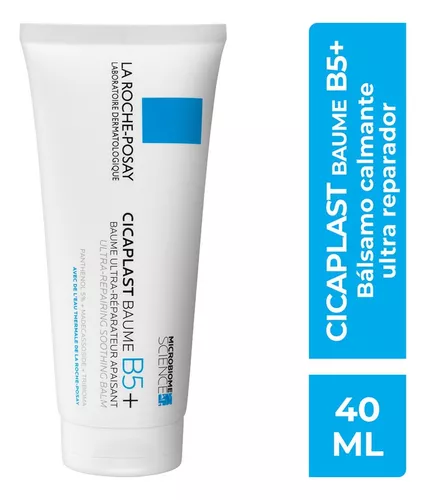 LA ROCHE-POSAY
LABORATOIRE DERMATOLOGIQUE
CICAPLAST BAUME B5+
BAUME ULTRA-RÉPARATEUR APAISANT
ULTRA-REPAIRING SOOTHING BALM
PANTHENOL 5% + MADECASSOSIDE + TRIBIOMA
AVEC DE L'EAU THERMALE DE LA ROCHE-POSAY
MICROBIOME
SCIENCE
CICAPLAST BAUME B5+
Bálsamo calmante
ultra reparador
40
ML